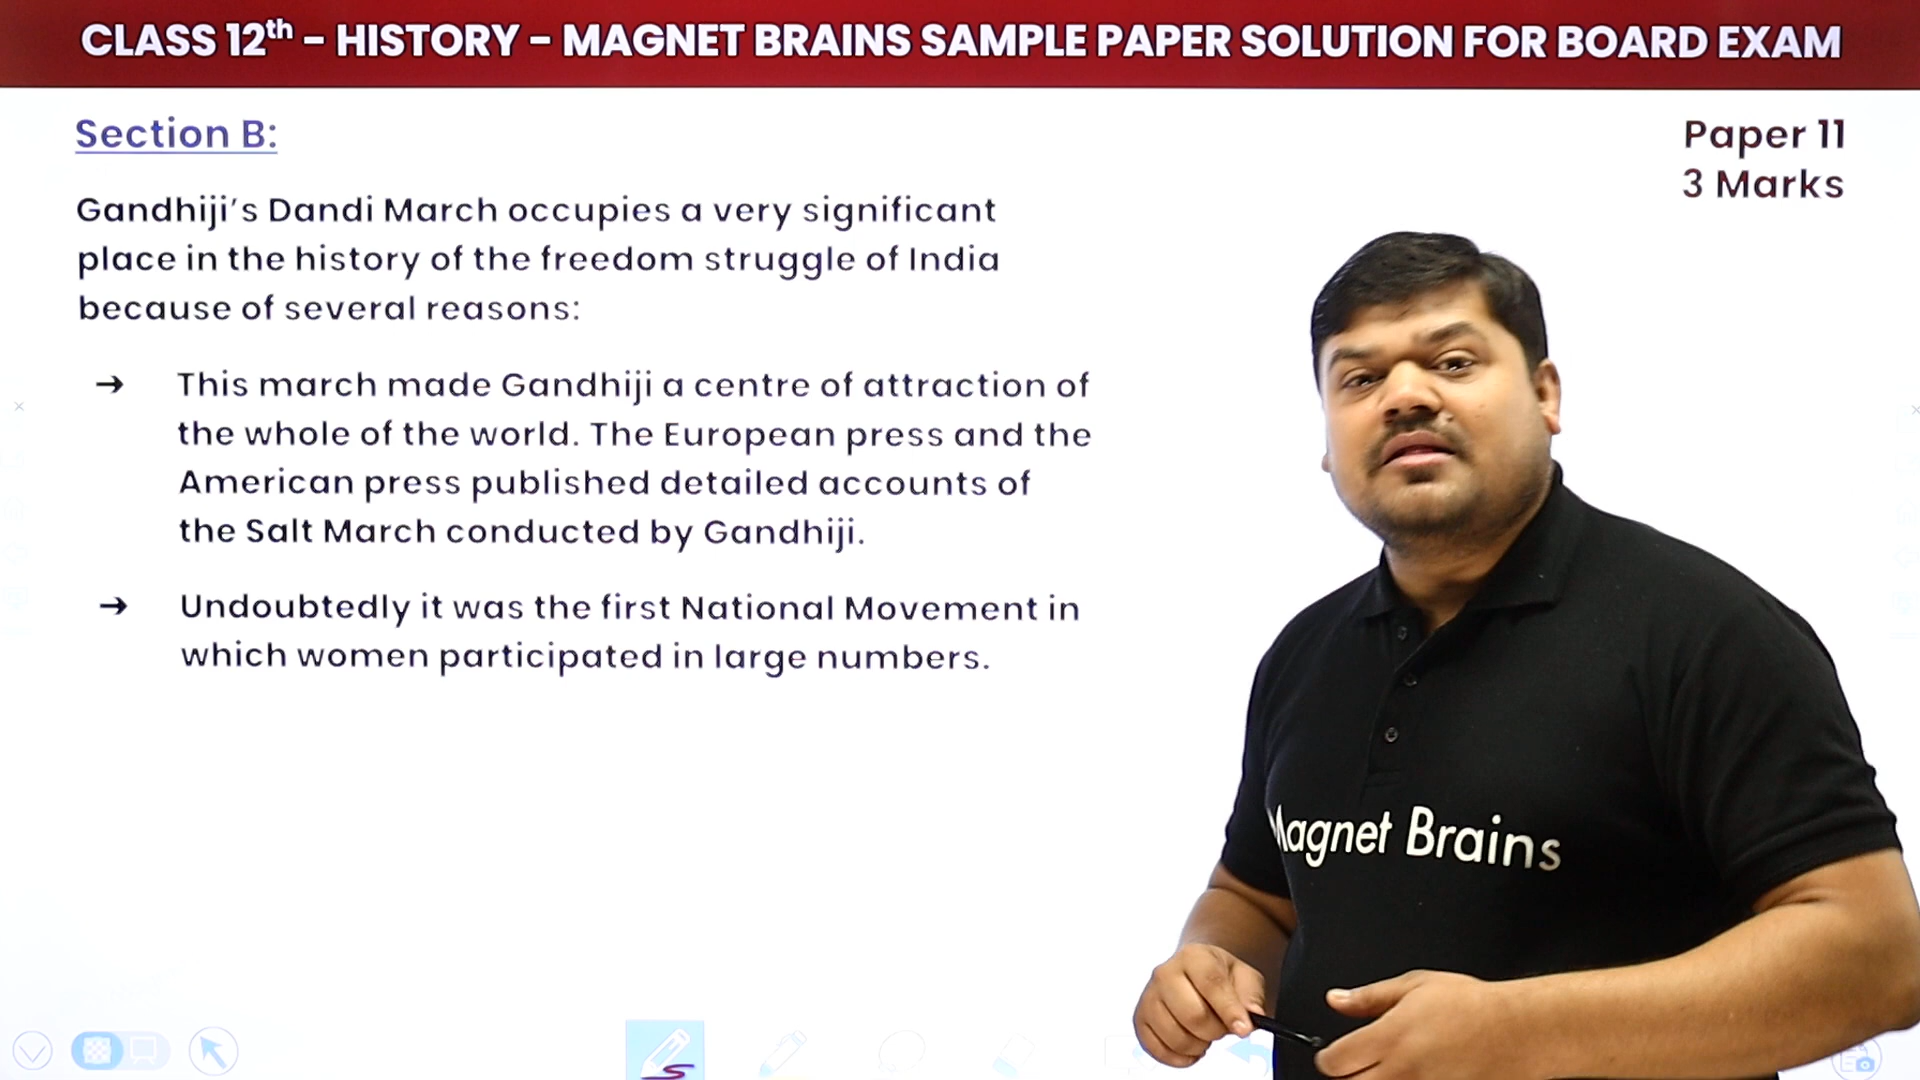 CLASS 12th - HISTORY - MAGNET BRAINS SAMPLE PAPER SOLUTION FOR BOARD EXAM
Section B:
Paper 11
3 Marks
Gandhiji's Dandi March occupies a very significant
place in the history of the freedom struggle of India
because of several reasons:
→ This march made Gandhiji a centre of attraction of
the whole of the world. The European press and the
American press published detailed accounts of
the Salt March conducted by Gandhiji.
→ Undoubtedly it was the first National Movement in
which women participated in large numbers.
Magnet Brains